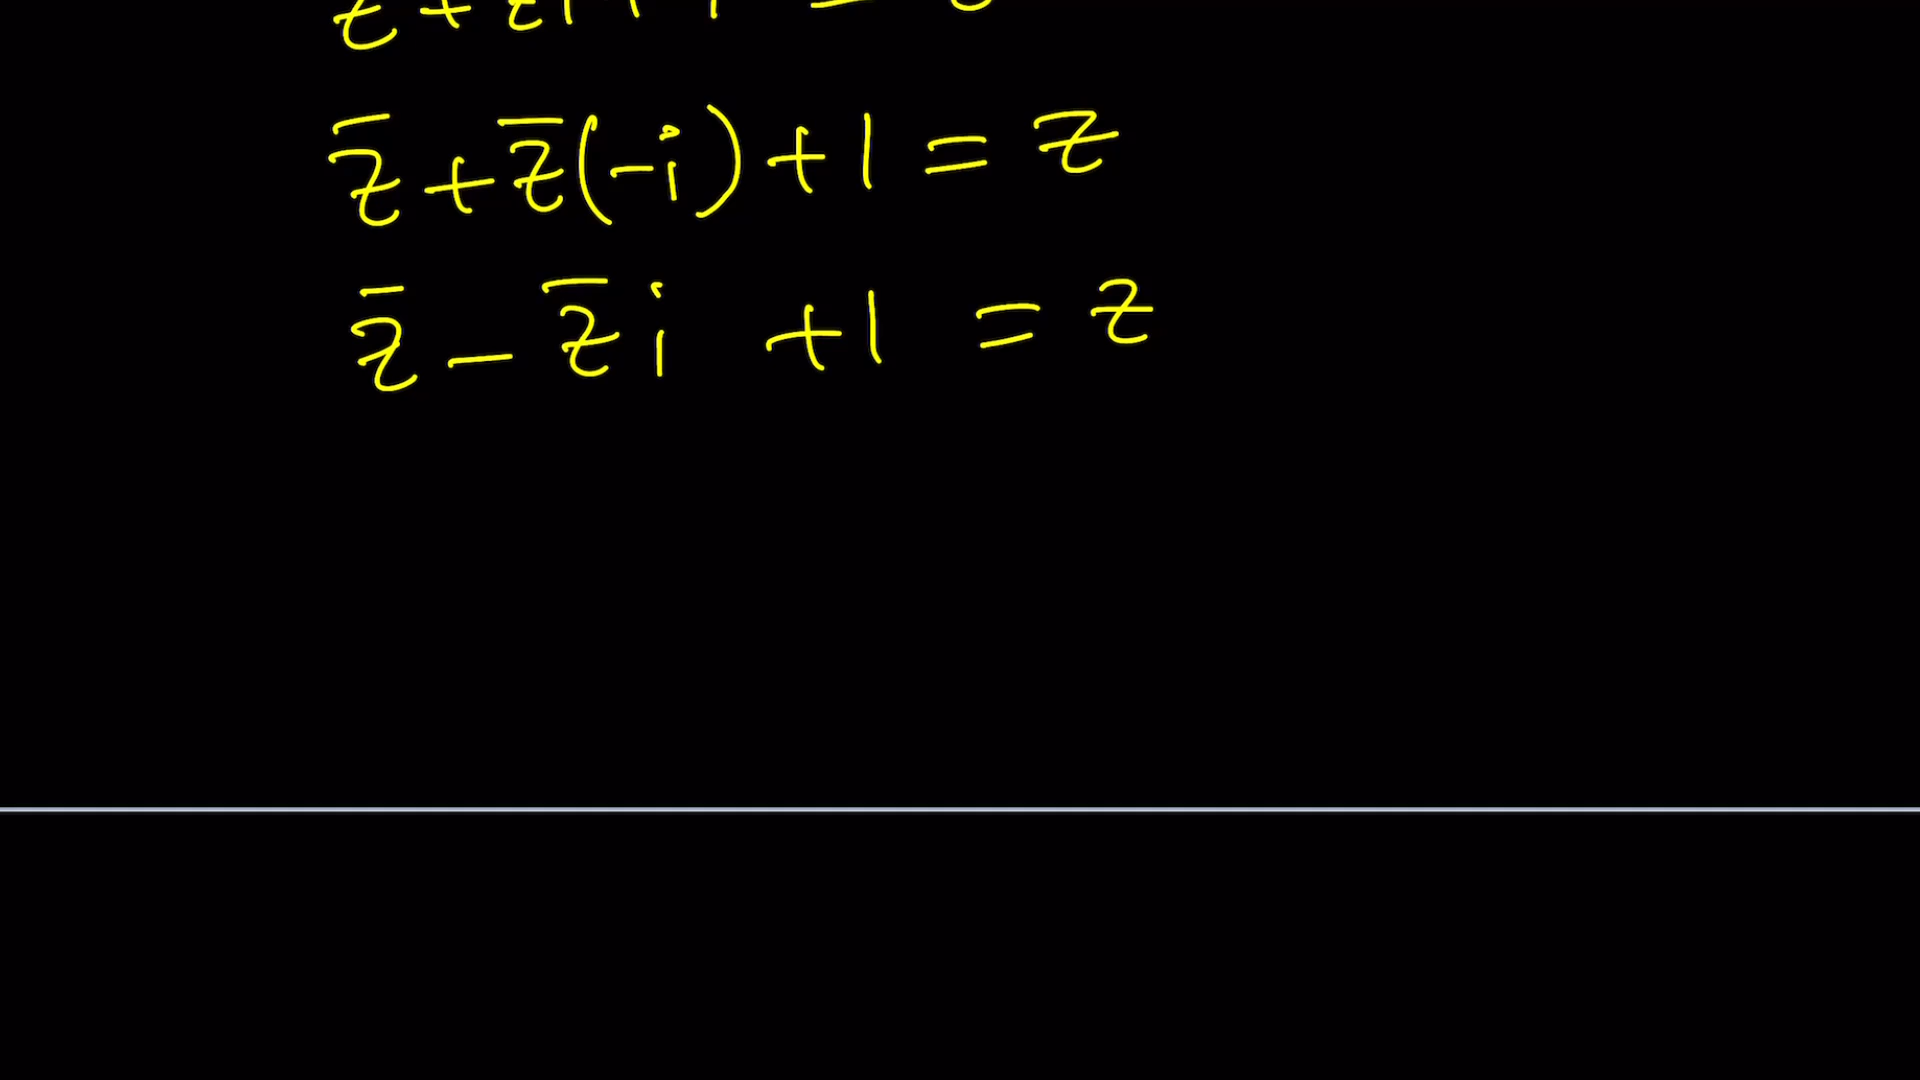 z̄ + z̄(-i) + 1 = z
z̄ - z̄i + 1 = z